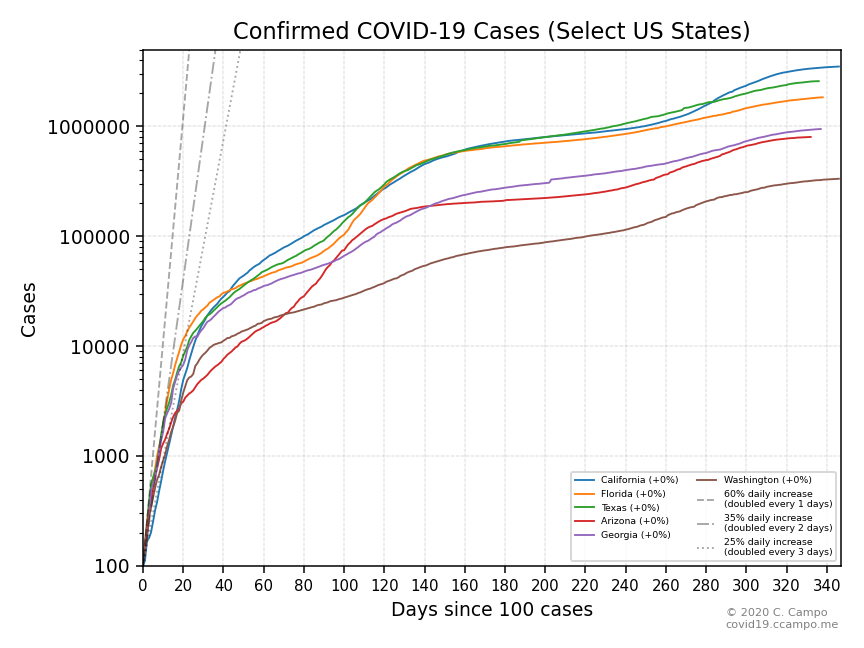 Confirmed COVID-19 Cases (Select US States)
Cases
1000000
100000
10000
1000
100
0 20 40 60 80 100 120 140 160 180 200 220 240 260 280 300 320 340
Days since 100 cases
California (+0%)
Florida (+0%)
Texas (+0%)
Arizona (+0%)
Georgia (+0%)
Washington (+0%)
60% daily increase
(doubled every 1 days)
35% daily increase
(doubled every 2 days)
25% daily increase
(doubled every 3 days)
© 2020 C. Campo
covid19.ccampo.me